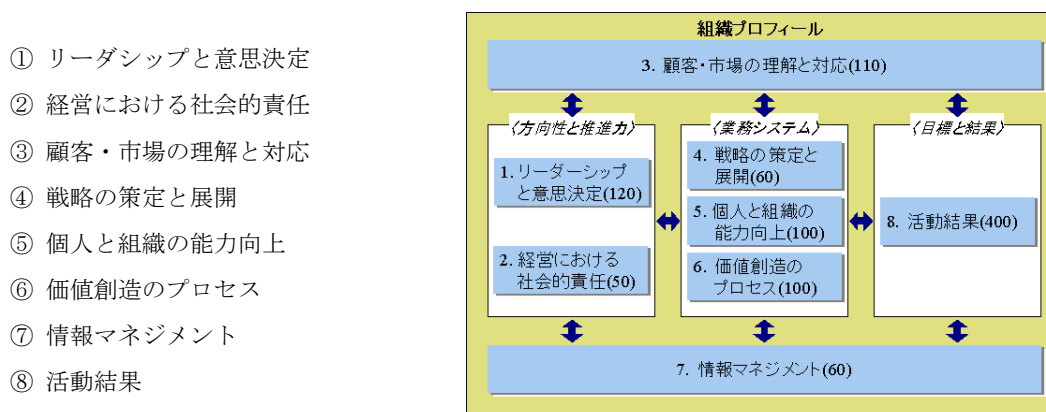 ① リーダシップと意思決定
② 経営における社会的責任
③ 顧客・市場の理解と対応
④ 戦略の策定と展開
⑤ 個人と組織の能力向上
⑥ 価値創造のプロセス
⑦ 情報マネジメント
⑧ 活動結果
組織プロフィール
3. 顧客・市場の理解と対応(110)
〈方向性と推進力〉
1. リーダーシップ
と意思決定(120)
2. 経営における
社会的責任(50)
〈業務システム〉
4. 戦略の策定と
展開(60)
5. 個人と組織の
能力向上(100)
6. 価値創造の
プロセス(100)
〈目標と結果〉
8. 活動結果(400)
7. 情報マネジメント(60)